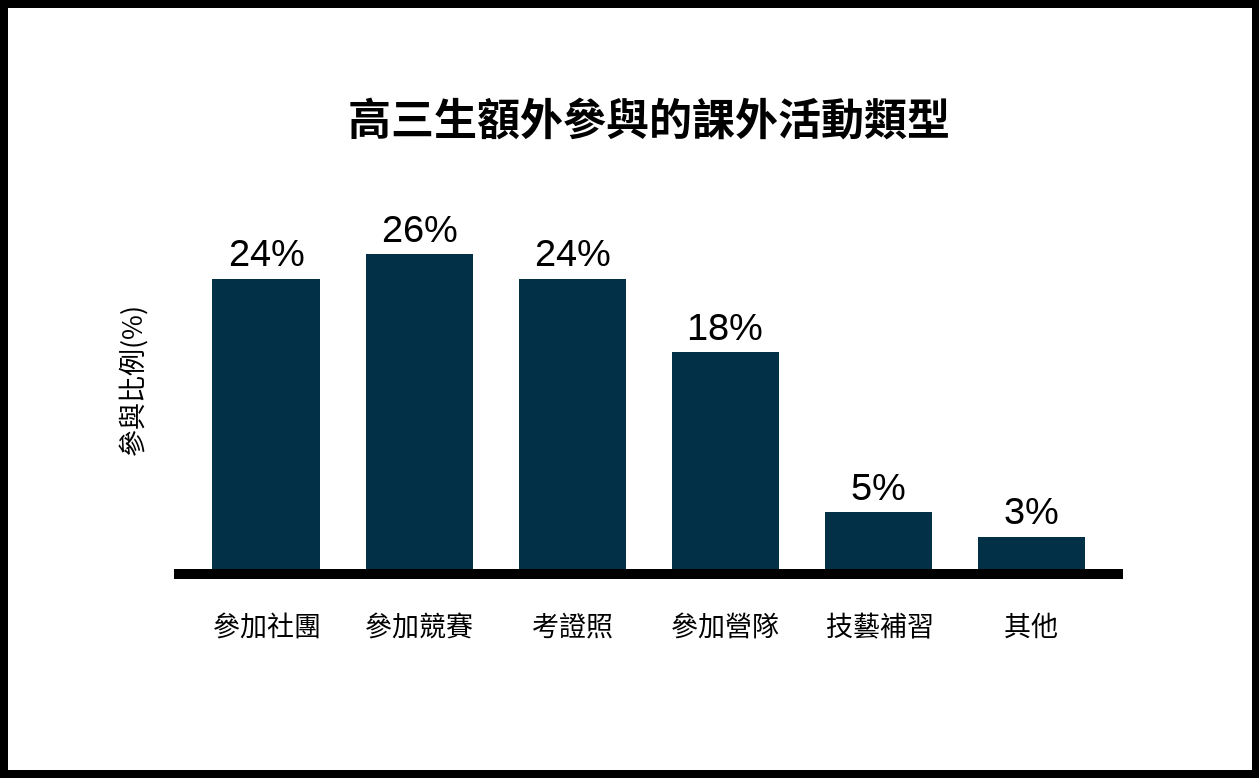 高三生額外參與的課外活動類型
24%
26%
24%
18%
5%
3%
參與比例(%)
參加社團
參加競賽
考證照
參加營隊
技藝補習
其他